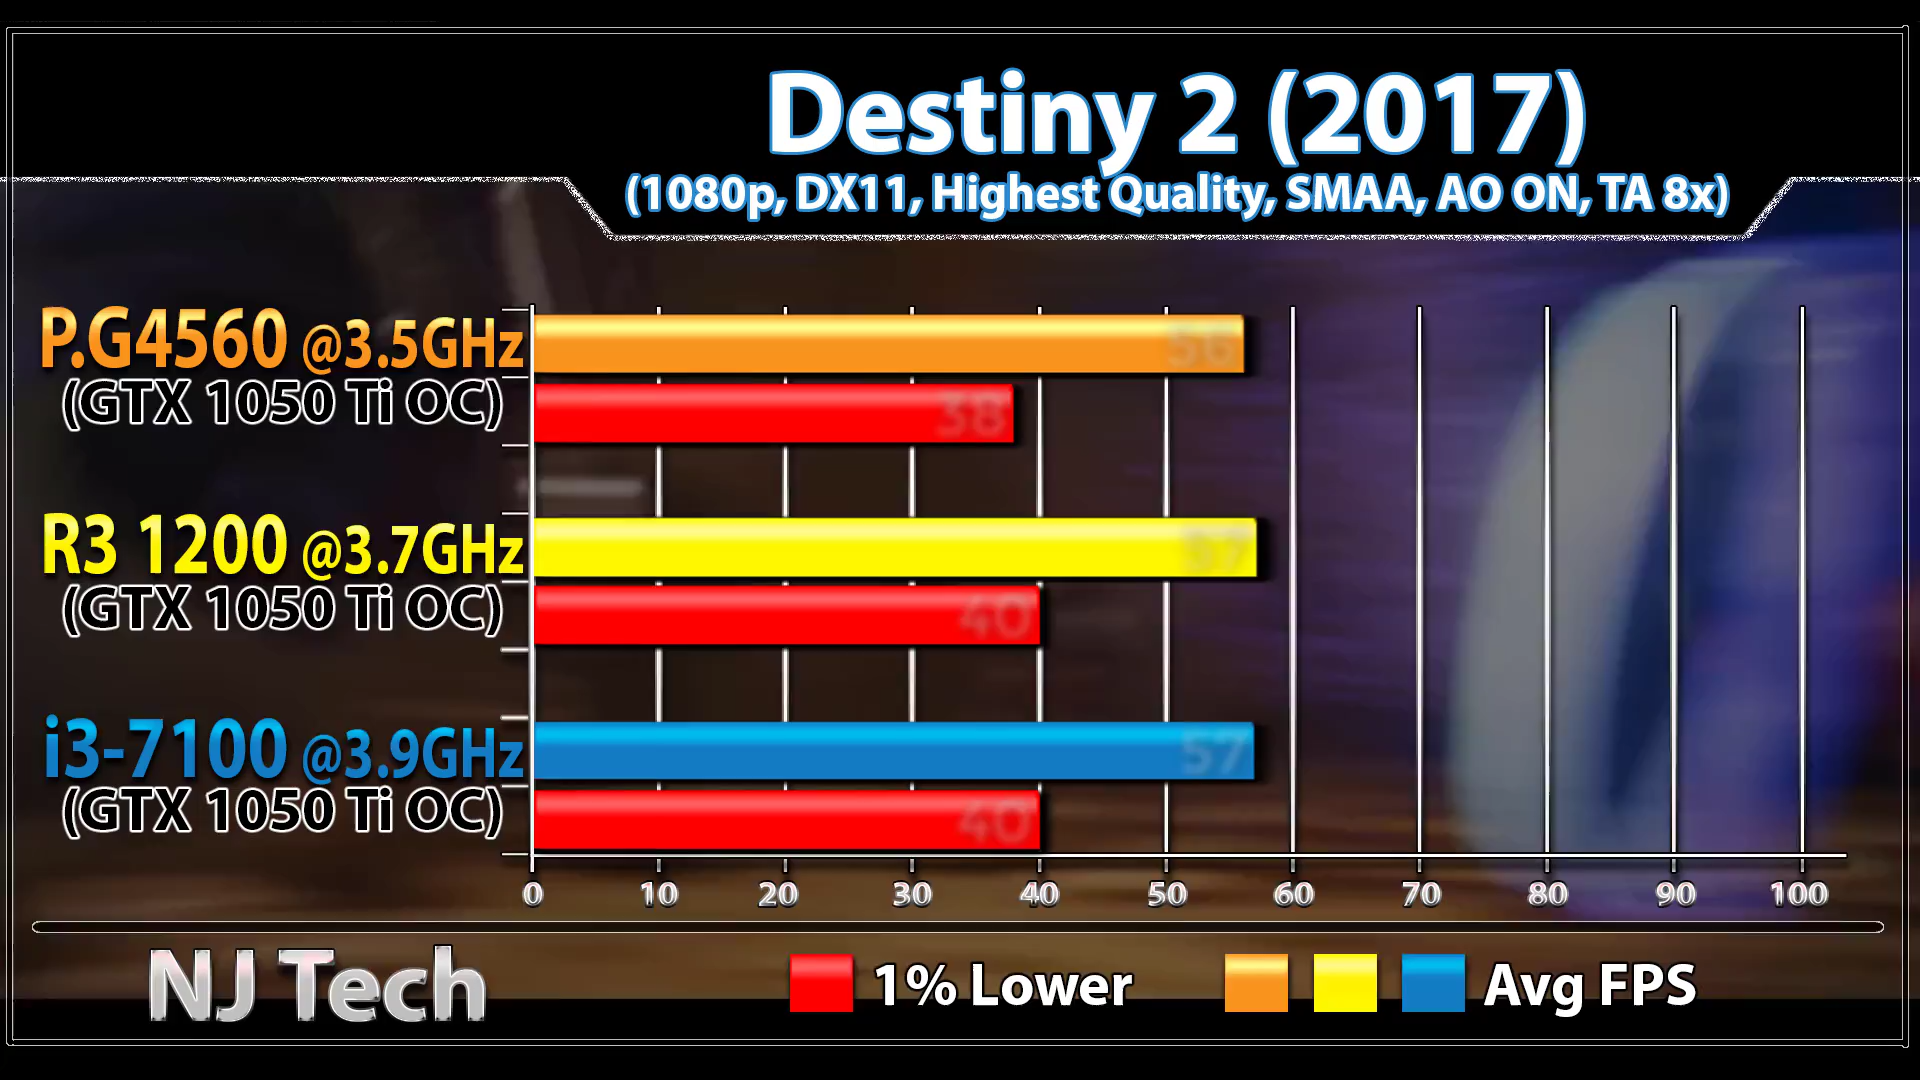 Destiny 2 (2017)
(1080p, DX11, Highest Quality, SMAA, AO ON, TA 8x)
P.G4560 @3.5GHz
(GTX 1050 Ti OC)
56
38
R3 1200 @3.7GHz
(GTX 1050 Ti OC)
57
40
i3-7100 @3.9GHz
(GTX 1050 Ti OC)
57
40
0 10 20 30 40 50 60 70 80 90 100
NJ Tech
1% Lower
Avg FPS